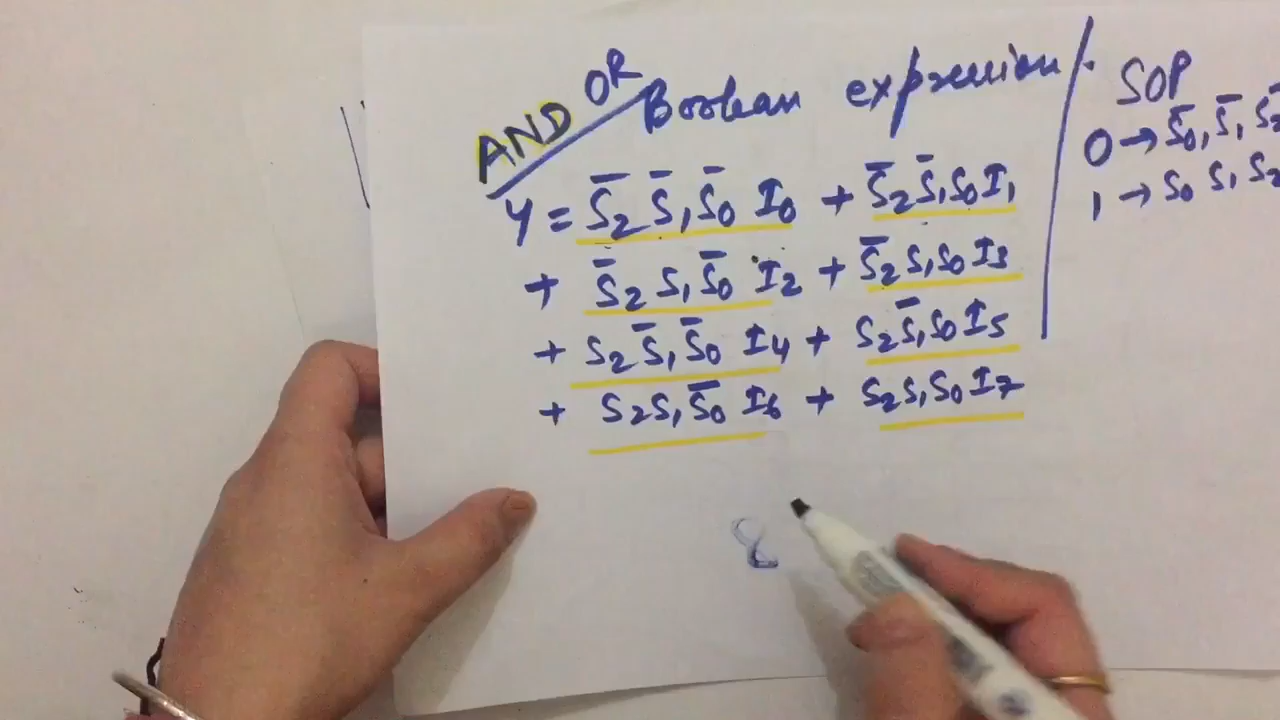 AND OR Boolean expression/.
Y = S̅₂ S̅₁ S̅₀ I₀ + S̅₂ S̅₁ S₀ I₁
+ S̅₂ S₁ S̅₀ I₂ + S̅₂ S₁ S₀ I₃
+ S₂ S̅₁ S̅₀ I₄ + S₂ S̅₁ S₀ I₅
+ S₂ S₁ S̅₀ I₆ + S₂ S₁ S₀ I₇
8
SOP
0 → S̅₀, S̅₁, S̅₂
1 → S₀ S₁ S₂